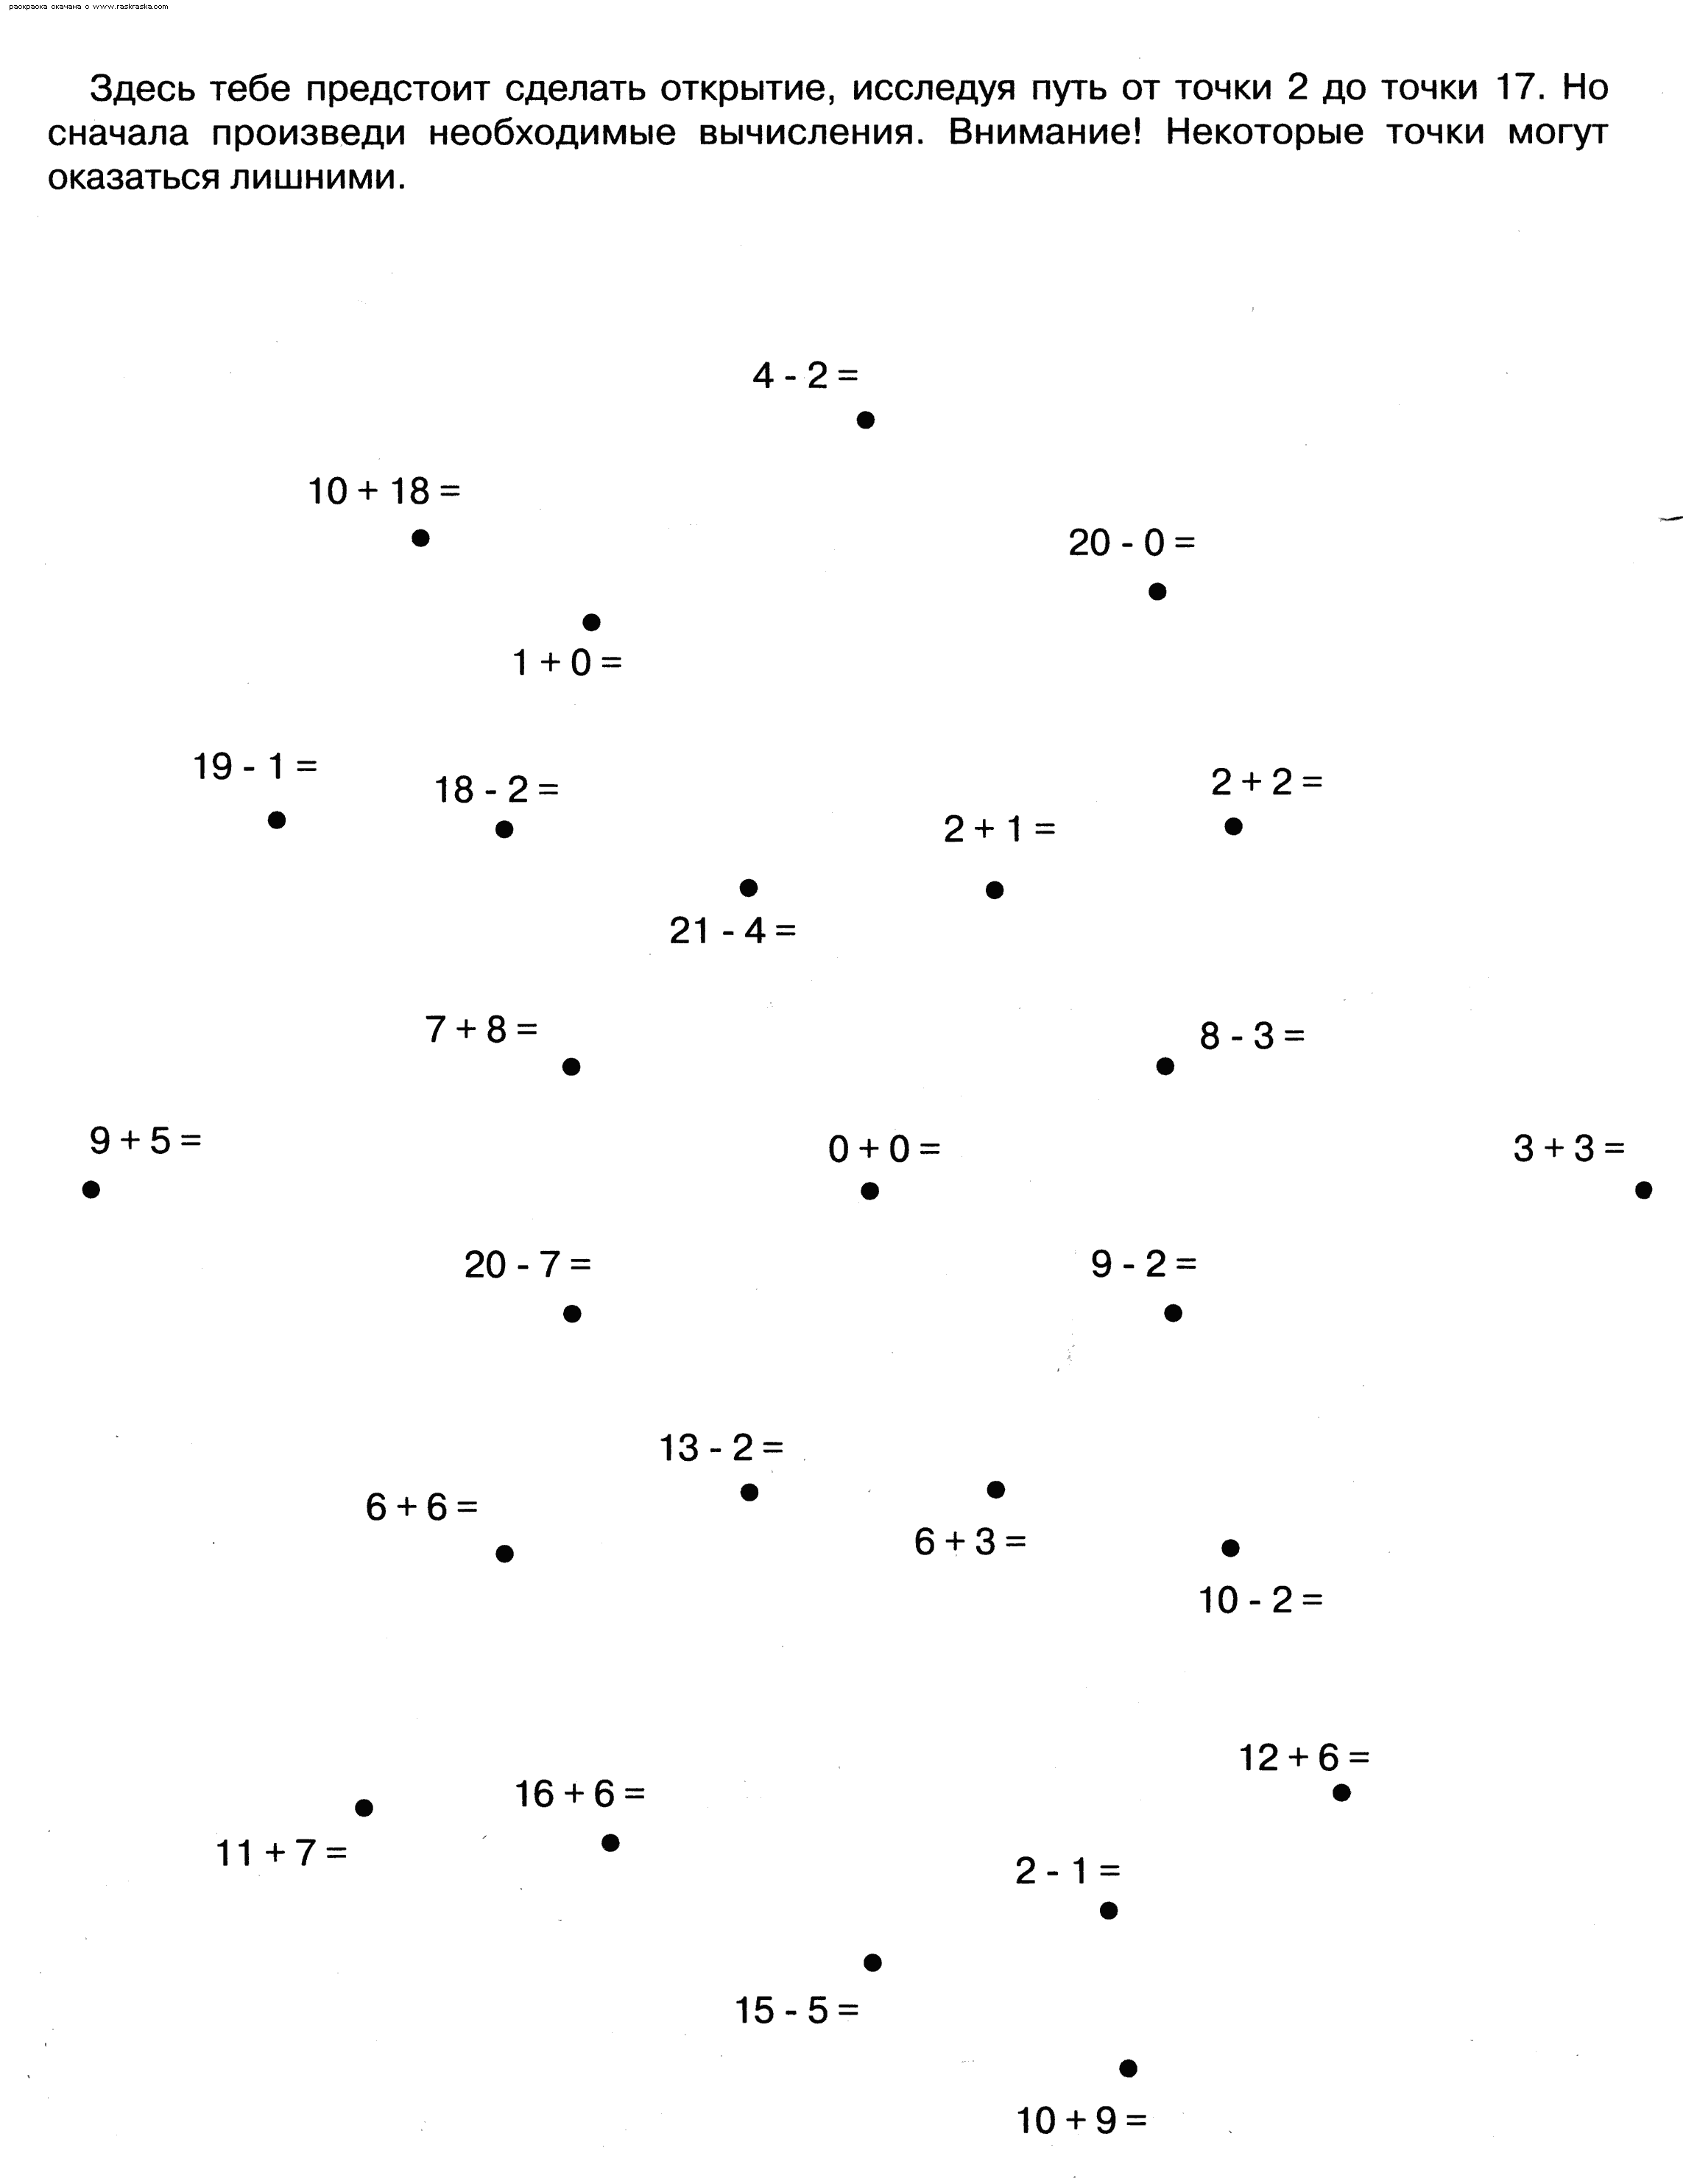 раскраска скачана с www.raskraska.com
Здесь тебе предстоит сделать открытие, исследуя путь от точки 2 до точки 17. Но
сначала произведи необходимые вычисления. Внимание! Некоторые точки могут
оказаться лишними.
4 - 2 =
10 + 18 =
20 - 0 =
1 + 0 =
19 - 1 =
18 - 2 =
2 + 2 =
2 + 1 =
21 - 4 =
7 + 8 =
8 - 3 =
9 + 5 =
0 + 0 =
3 + 3 =
20 - 7 =
9 - 2 =
13 - 2 =
6 + 6 =
6 + 3 =
10 - 2 =
12 + 6 =
16 + 6 =
11 + 7 =
2 - 1 =
15 - 5 =
10 + 9 =